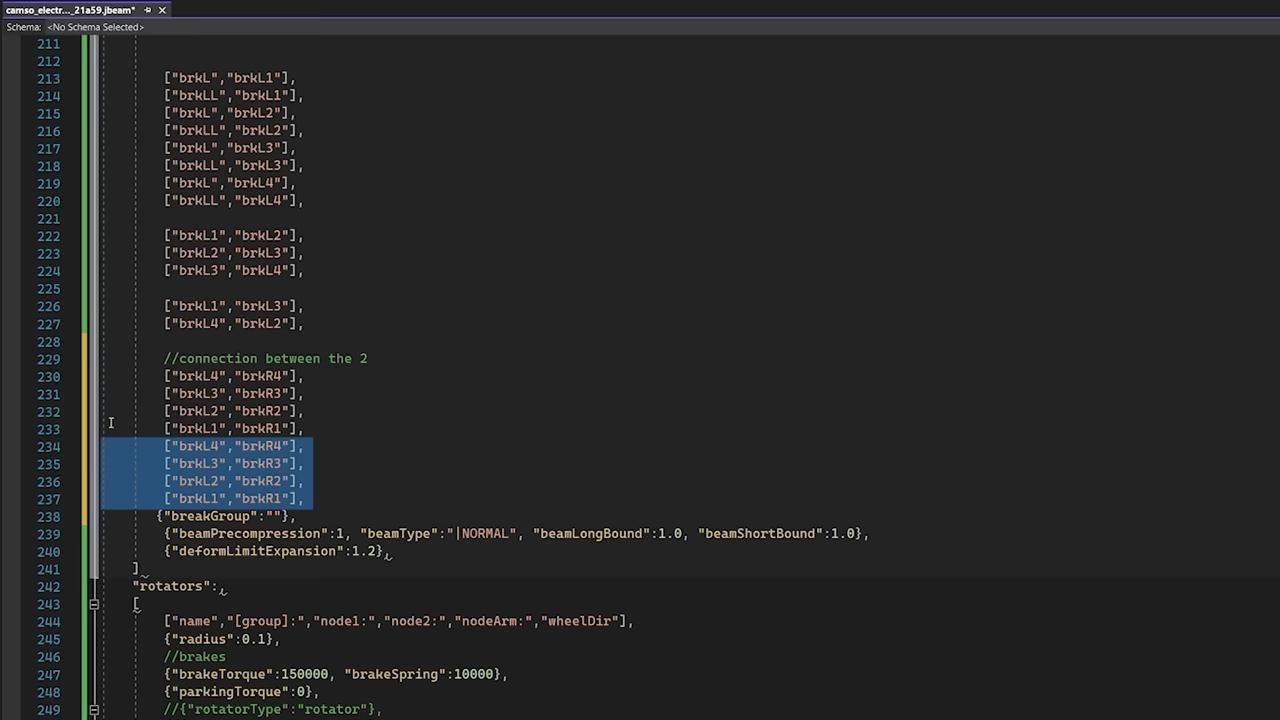 camso_electr..._21a59.jbeam*
Schema: <No Schema Selected>
211
212
213 ["brkL","brkL1"],
214 ["brkLL","brkL1"],
215 ["brkL","brkL2"],
216 ["brkLL","brkL2"],
217 ["brkL","brkL3"],
218 ["brkLL","brkL3"],
219 ["brkL","brkL4"],
220 ["brkLL","brkL4"],
221
222 ["brkL1","brkL2"],
223 ["brkL2","brkL3"],
224 ["brkL3","brkL4"],
225
226 ["brkL1","brkL3"],
227 ["brkL4","brkL2"],
228
229 //connection between the 2
230 ["brkL4","brkR4"],
231 ["brkL3","brkR3"],
232 ["brkL2","brkR2"],
233 ["brkL1","brkR1"],
234 ["brkL4","brkR4"],
235 ["brkL3","brkR3"],
236 ["brkL2","brkR2"],
237 ["brkL1","brkR1"],
238 {"breakGroup":""},
239 {"beamPrecompression":1, "beamType":"|NORMAL", "beamLongBound":1.0, "beamShortBound":1.0},
240 {"deformLimitExpansion":1.2},
241 ]
242 "rotators":,
243 [
244 ["name","[group]:","node1:","node2:","nodeArm:","wheelDir"],
245 {"radius":0.1},
246 //brakes
247 {"brakeTorque":150000, "brakeSpring":10000},
248 {"parkingTorque":0},
249 //{"rotatorType":"rotator"},